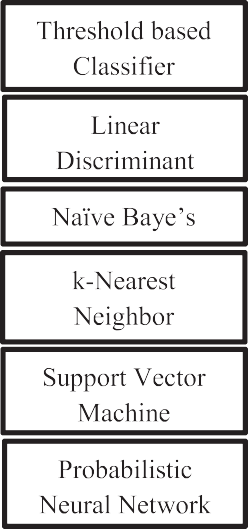 Threshold based
Classifier
Linear
Discriminant
Naïve Baye's
k-Nearest
Neighbor
Support Vector
Machine
Probabilistic
Neural Network